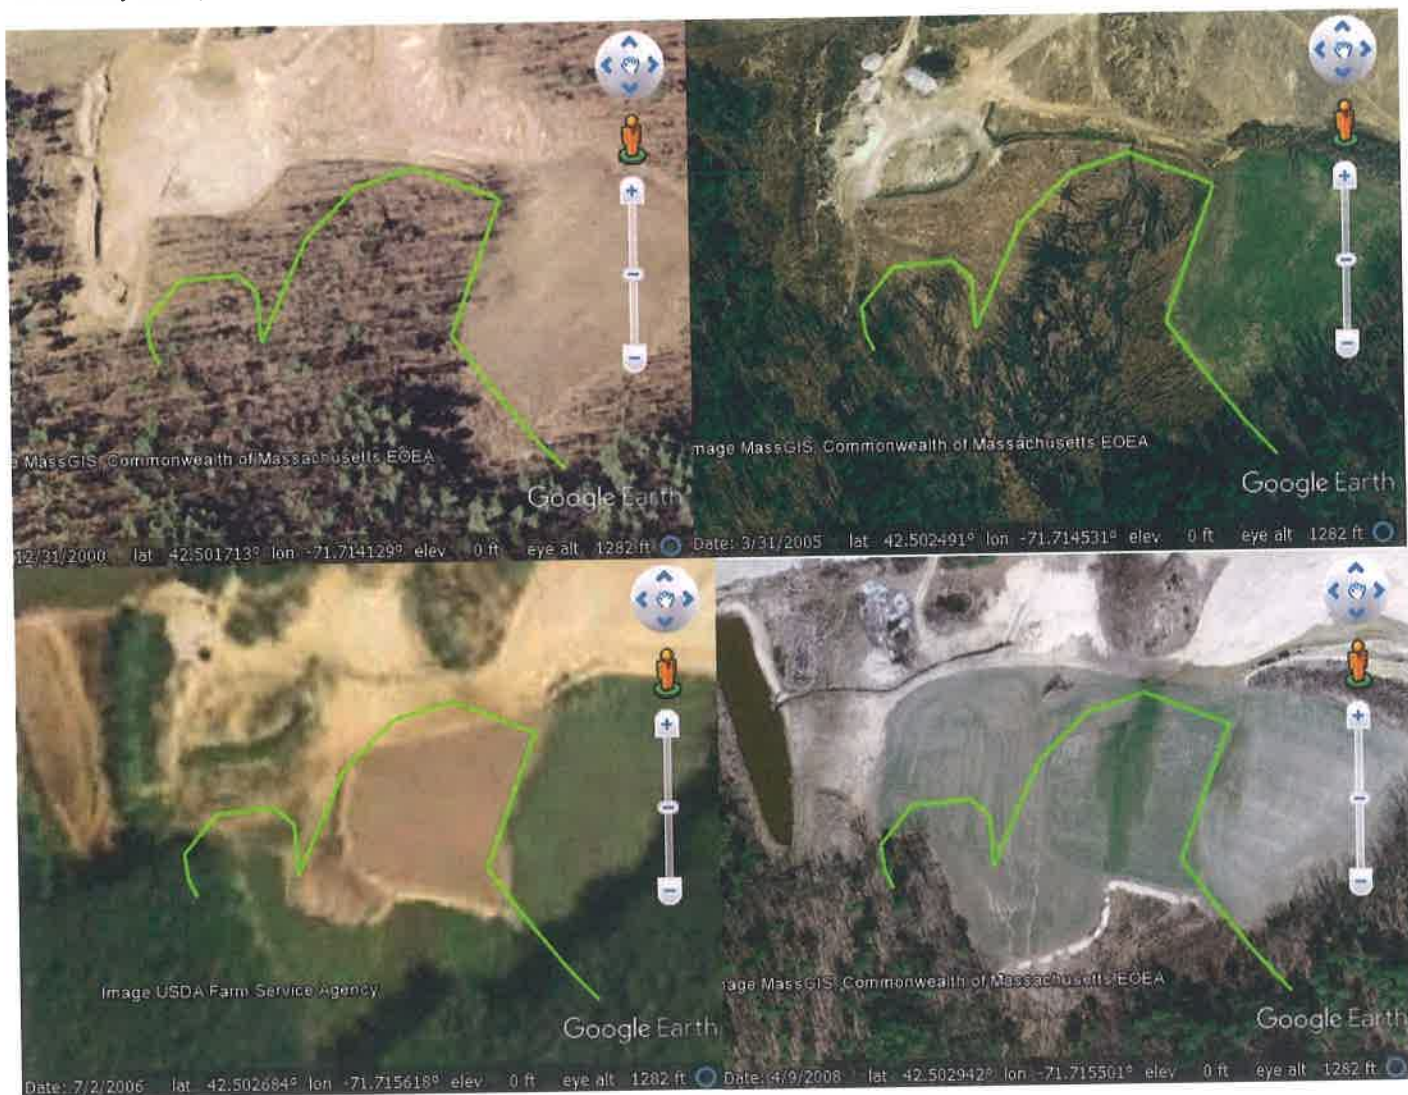 e MassGIS, Commonwealth of Massachusetts EOEA
Google Earth
12/31/2000 lat 42.501713° lon -71.714129° elev 0 ft eye alt 1282 ft
mage MassGIS, Commonwealth of Massachusetts EOEA
Google Earth
Date: 3/31/2005 lat 42.502491° lon -71.714531° elev 0 ft eye alt 1282 ft
Image USDA Farm Service Agency
Google Earth
Date: 7/2/2006 lat 42.502684° lon -71.715618° elev 0 ft eye alt 1282 ft
age MassGIS, Commonwealth of Massachusetts EOEA
Google Earth
Date: 4/9/2008 lat 42.502942° lon -71.715501° elev 0 ft eye alt 1282 ft